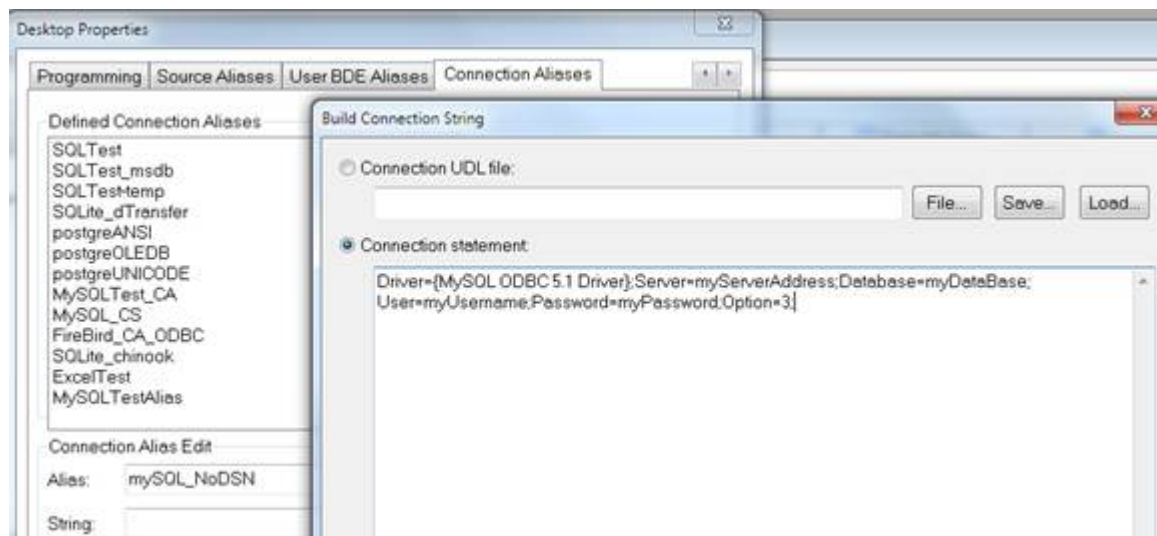 Desktop Properties
Programming Source Aliases User BDE Aliases Connection Aliases
Defined Connection Aliases
SQLTest
SQLTest_msdb
SQLTest-temp
SQLite_dTransfer
postgreANSI
postgreOLEDB
postgreUNICODE
MySQLTest_CA
MySQL_CS
FireBird_CA_ODBC
SQLite_chinook
ExcelTest
MySQLTestAlias
Connection Alias Edit
Alias: mySQL_NoDSN
String:
Build Connection String
Connection UDL file:
File... Save... Load...
Connection statement:
Driver={MySQL ODBC 5.1 Driver};Server=myServerAddress;Database=myDataBase;
User=myUsername;Password=myPassword;Option=3;